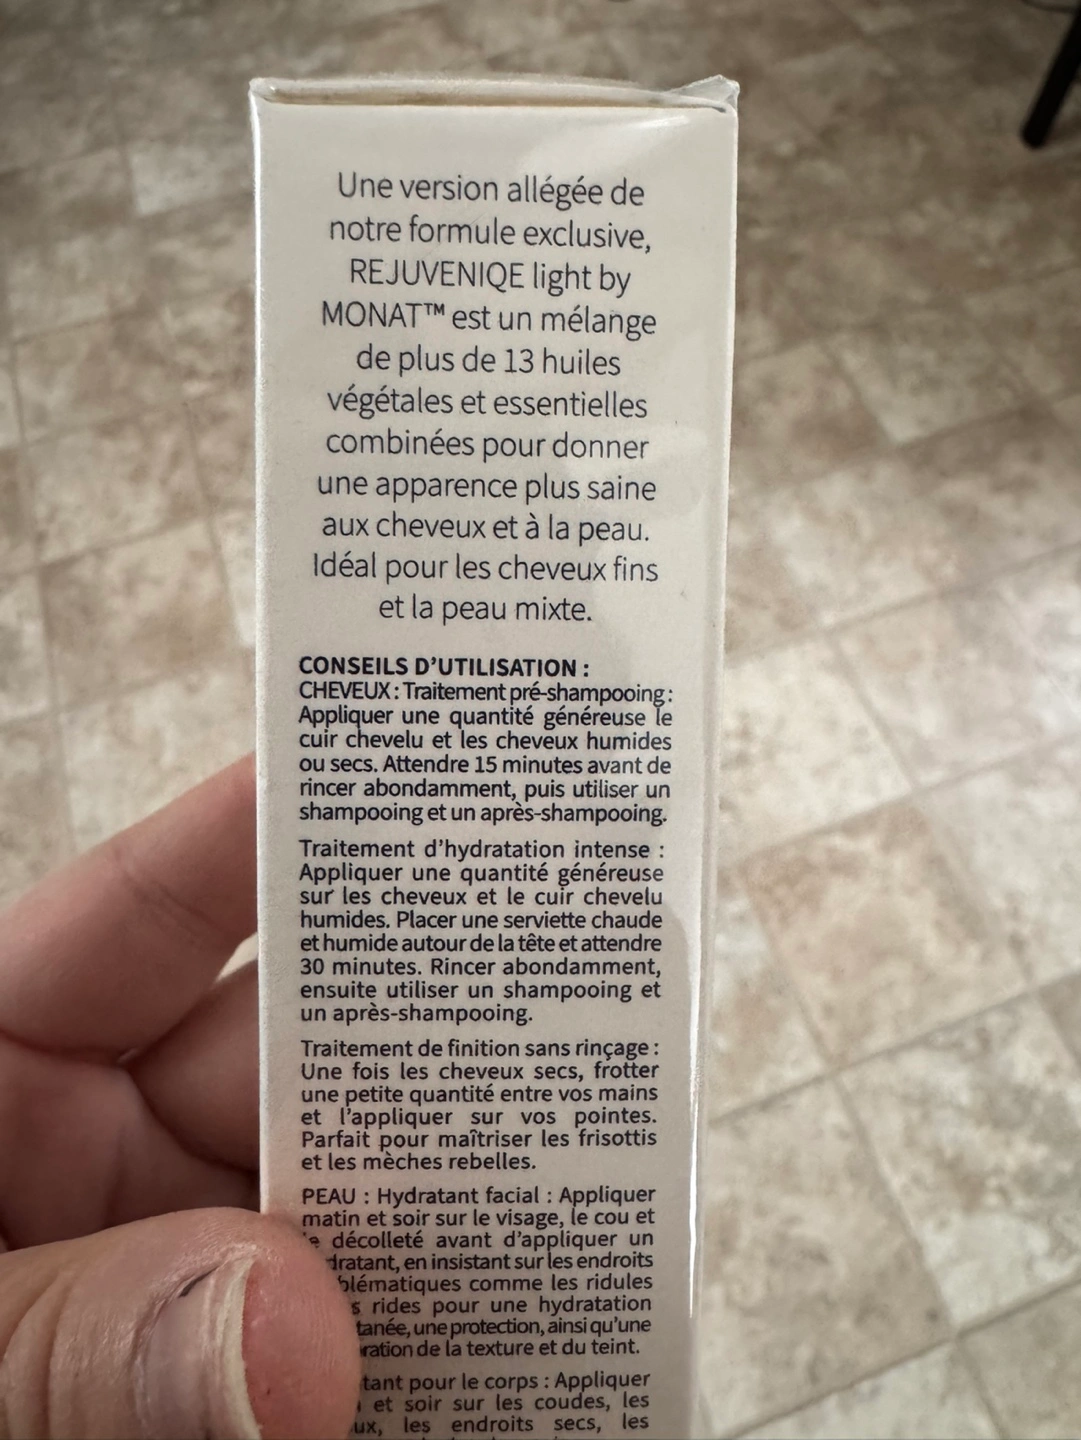 Une version allégée de
notre formule exclusive,
REJUVENIQE light by
MONAT™ est un mélange
de plus de 13 huiles
végétales et essentielles
combinées pour donner
une apparence plus saine
aux cheveux et à la peau.
Idéal pour les cheveux fins
et la peau mixte.
CONSEILS D’UTILISATION :
CHEVEUX : Traitement pré-shampooing :
Appliquer une quantité généreuse le
cuir chevelu et les cheveux humides
ou secs. Attendre 15 minutes avant de
rincer abondamment, puis utiliser un
shampooing et un après-shampooing.
Traitement d’hydratation intense :
Appliquer une quantité généreuse
sur les cheveux et le cuir chevelu
humides. Placer une serviette chaude
et humide autour de la tête et attendre
30 minutes. Rincer abondamment,
ensuite utiliser un shampooing et
un après-shampooing.
Traitement de finition sans rinçage :
Une fois les cheveux secs, frotter
une petite quantité entre vos mains
et l’appliquer sur vos pointes.
Parfait pour maîtriser les frisottis
et les mèches rebelles.
PEAU : Hydratant facial : Appliquer
matin et soir sur le visage, le cou et
décolleté avant d’appliquer un
en insistant sur les endroits
comme les ridules
rides pour une hydratation
une protection, ainsi qu’une
de la texture et du teint.
pour le corps : Appliquer
et soir sur les coudes, les
les endroits secs, les